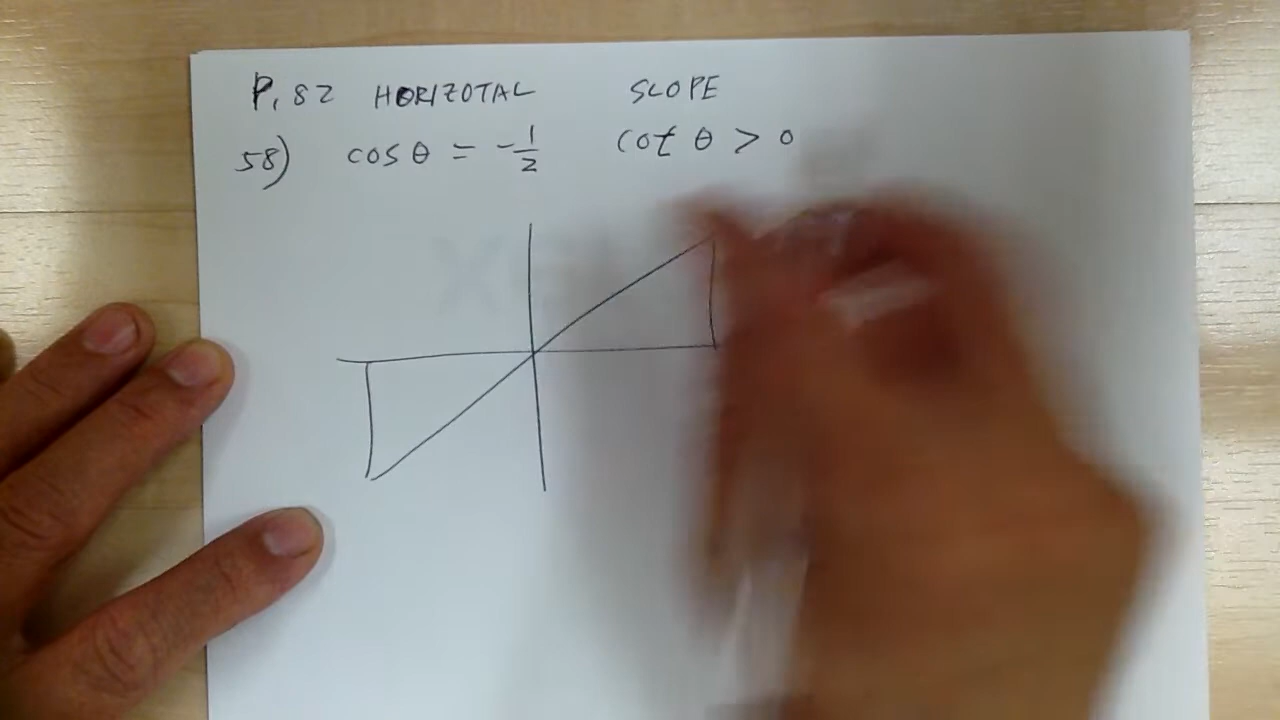 P. 82 HORIZOTAL SLOPE
58) cos θ = -1/2 cot θ > 0